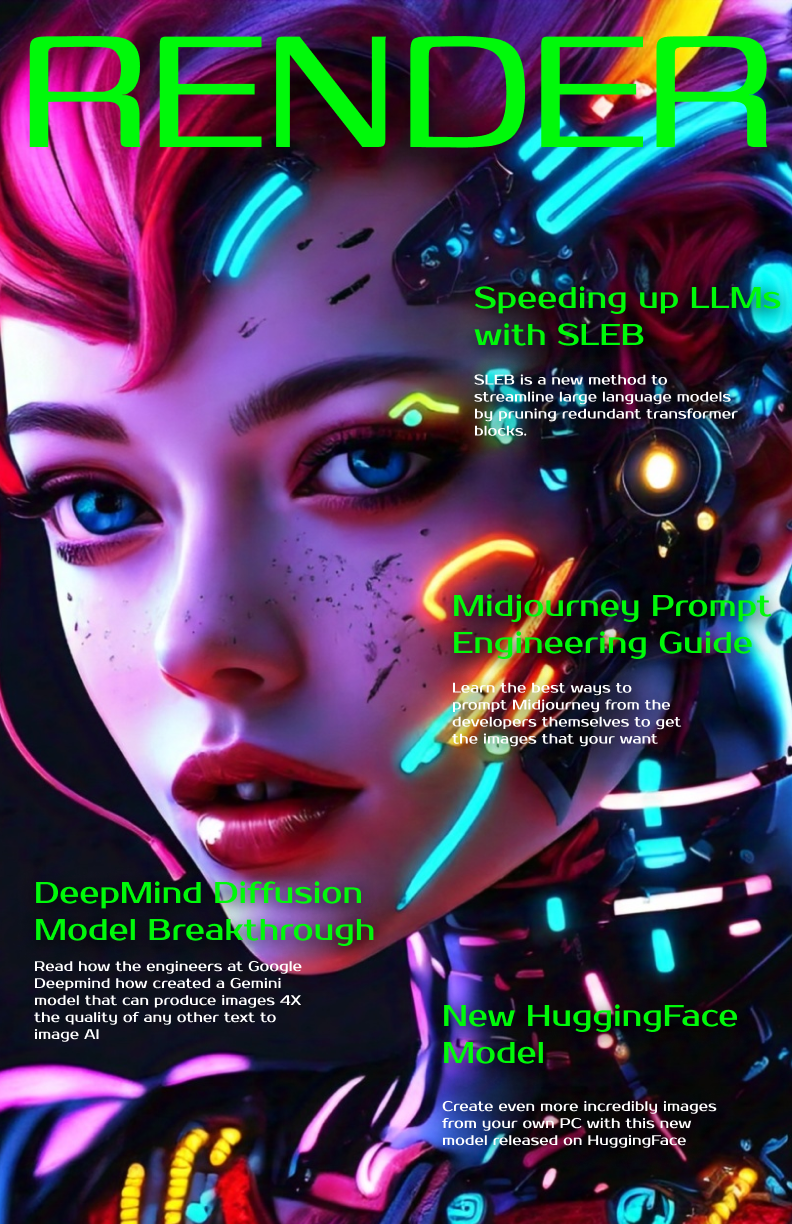 RENDER
Speeding up LLMs
with SLEB
SLEB is a new method to
streamline large language models
by pruning redundant transformer
blocks.
Midjourney Prompt
Engineering Guide
Learn the best ways to
prompt Midjourney from the
developers themselves to get
the images that your want
DeepMind Diffusion
Model Breakthrough
Read how the engineers at Google
Deepmind how created a Gemini
model that can produce images 4X
the quality of any other text to
image AI
New HuggingFace
Model
Create even more incredibly images
from your own PC with this new
model released on HuggingFace